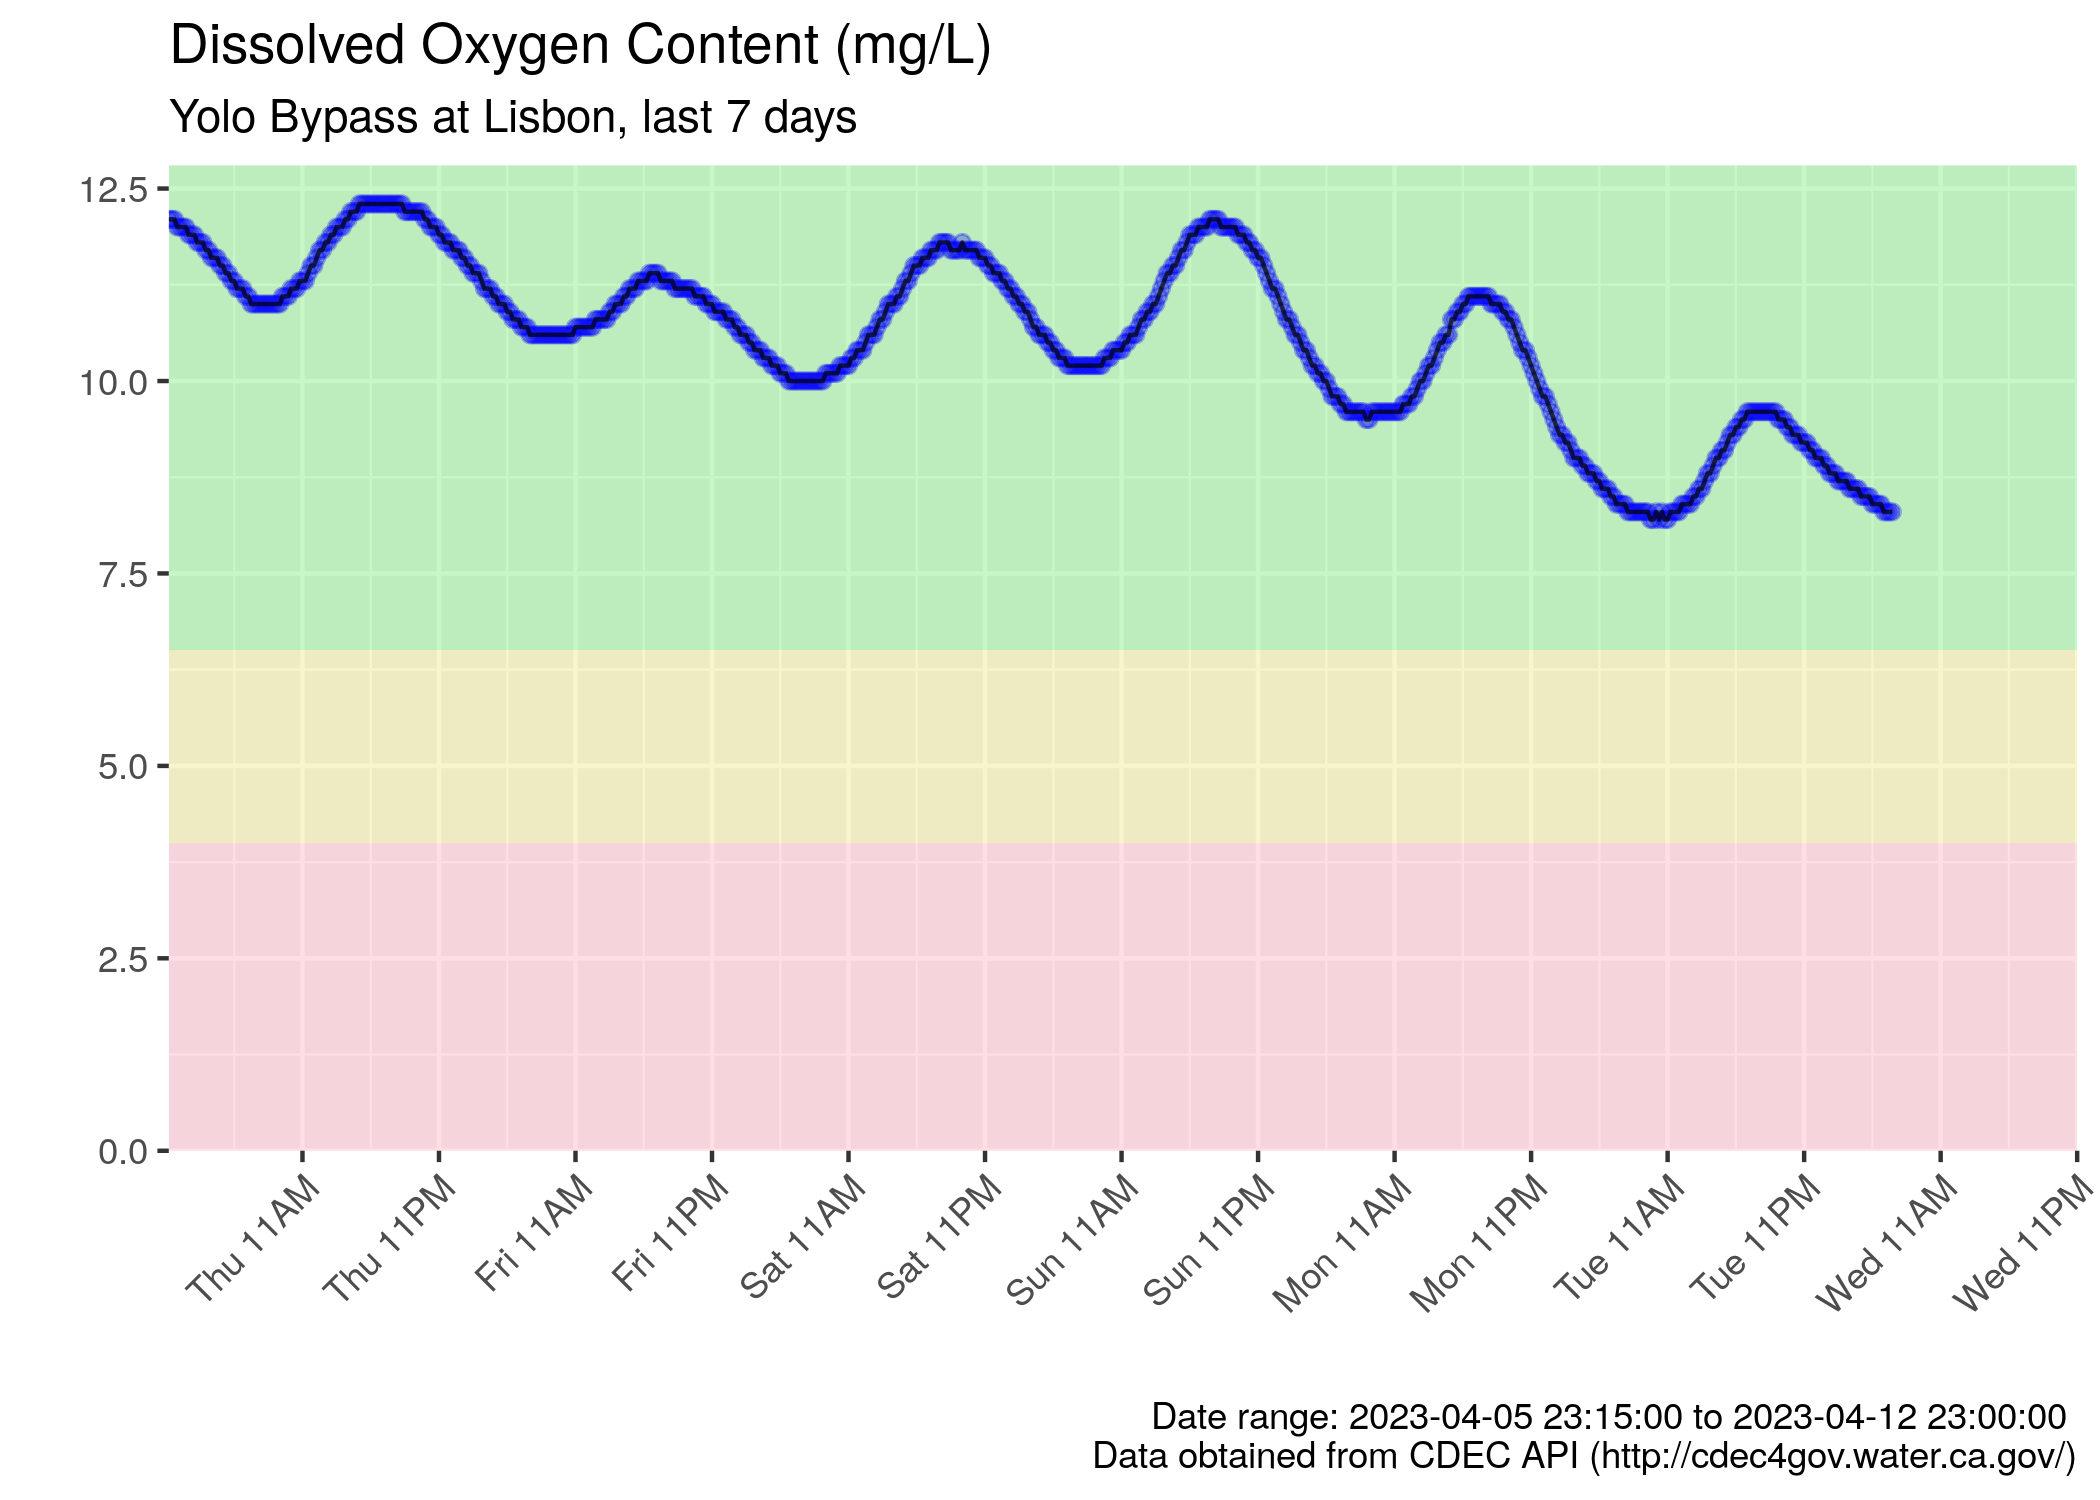 Dissolved Oxygen Content (mg/L)
Yolo Bypass at Lisbon, last 7 days
12.5
10.0
7.5
5.0
2.5
0.0
Thu 11AM
Thu 11PM
Fri 11AM
Fri 11PM
Sat 11AM
Sat 11PM
Sun 11AM
Sun 11PM
Mon 11AM
Mon 11PM
Tue 11AM
Tue 11PM
Wed 11AM
Wed 11PM
Date range: 2023-04-05 23:15:00 to 2023-04-12 23:00:00
Data obtained from CDEC API (http://cdec4gov.water.ca.gov/)